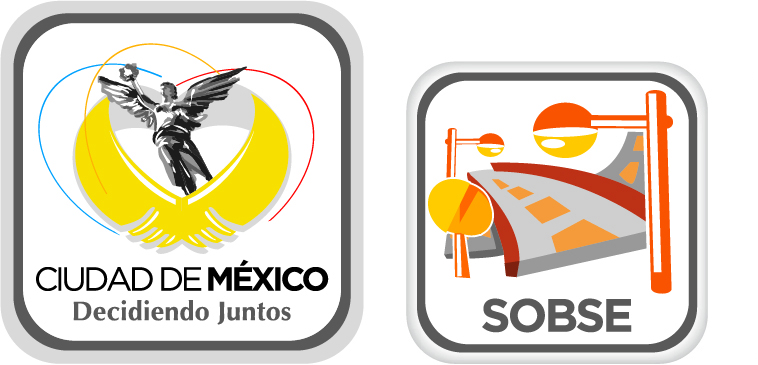 CIUDAD DE MÉXICO
Decidiendo Juntos
SOBSE